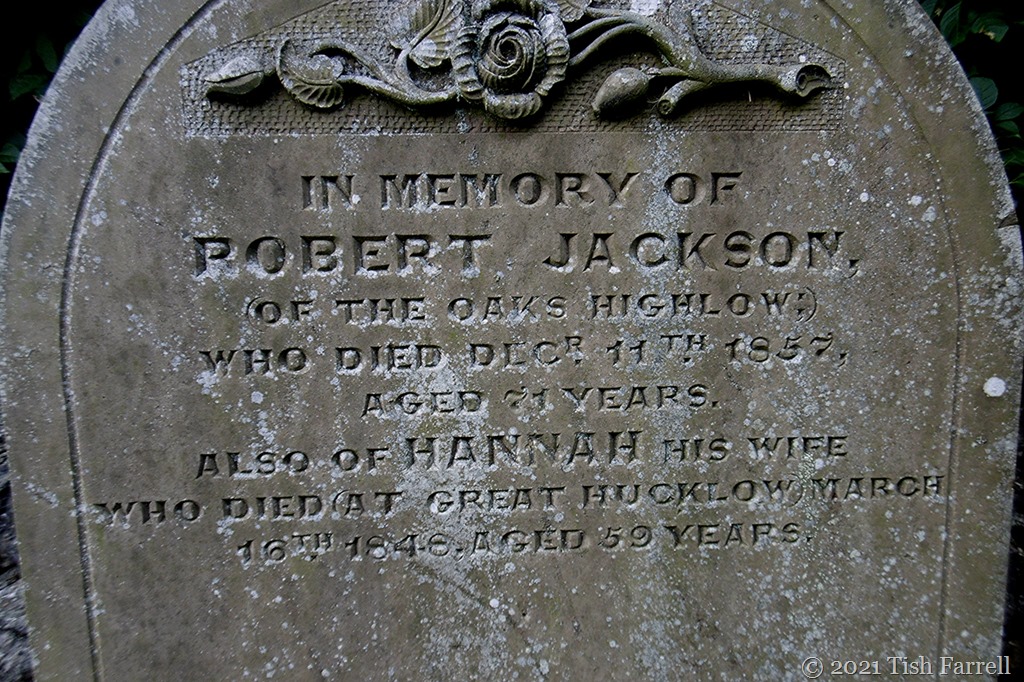 IN MEMORY OF
ROBERT JACKSON,
(OF THE OAKS HIGHLOW;)
WHO DIED DECR. 11TH 1857,
AGED 71 YEARS.
ALSO OF HANNAH HIS WIFE
WHO DIED (AT GREAT HUCKLOW) MARCH
16TH 1848, AGED 59 YEARS.
© 2021 Tish Farrell